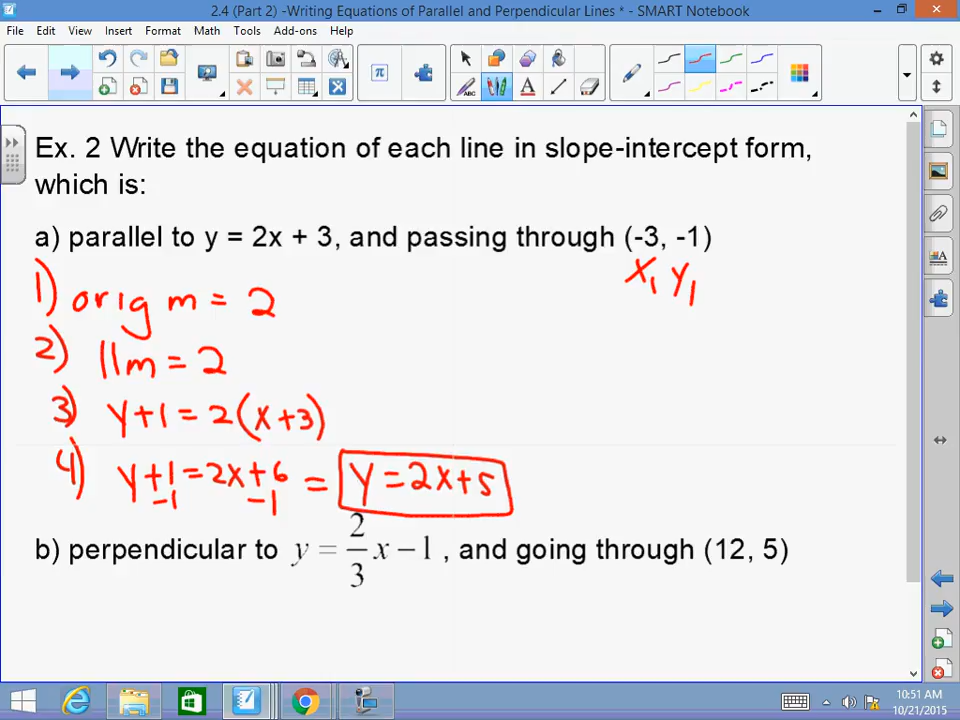 2.4 (Part 2) -Writing Equations of Parallel and Perpendicular Lines * - SMART Notebook
File Edit View Insert Format Math Tools Add-ons Help
Ex. 2 Write the equation of each line in slope-intercept form,
which is:
a) parallel to y = 2x + 3, and passing through (-3, -1)
x₁ y₁
1) orig m = 2
2) || m = 2
3) y+1 = 2(x+3)
4) y+1=2x+6 = y=2x+5
-1 -1
b) perpendicular to y = 2/3 x − 1 , and going through (12, 5)
10:51 AM
10/21/2015